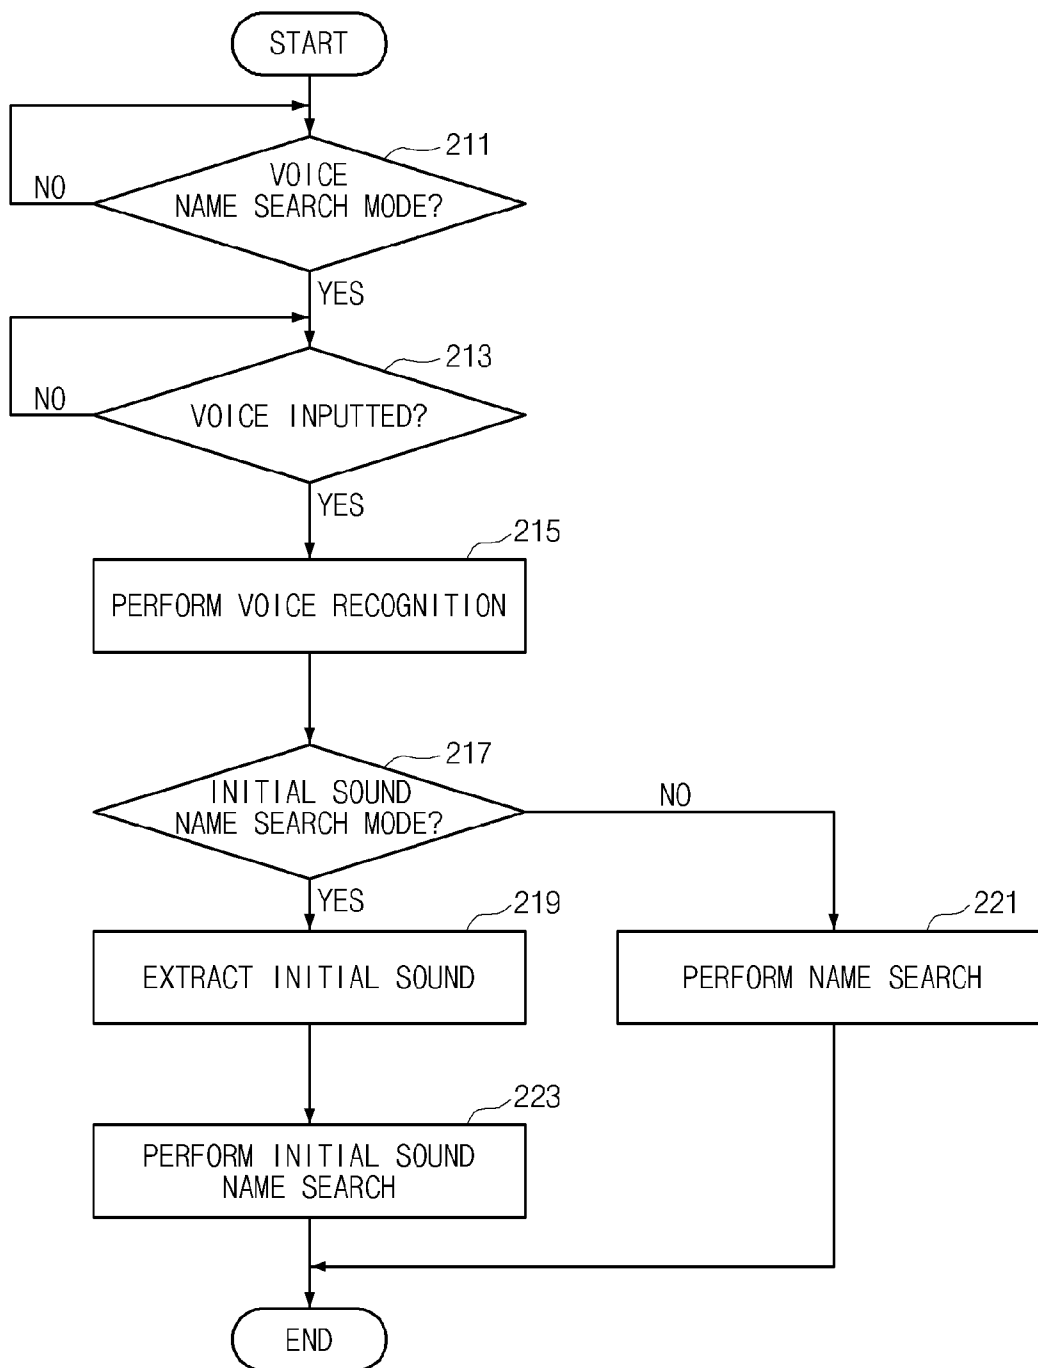 START
211
VOICE
NAME SEARCH MODE?
NO
YES
213
VOICE INPUTTED?
NO
YES
215
PERFORM VOICE RECOGNITION
217
INITIAL SOUND
NAME SEARCH MODE?
NO
YES
219
EXTRACT INITIAL SOUND
221
PERFORM NAME SEARCH
223
PERFORM INITIAL SOUND
NAME SEARCH
END